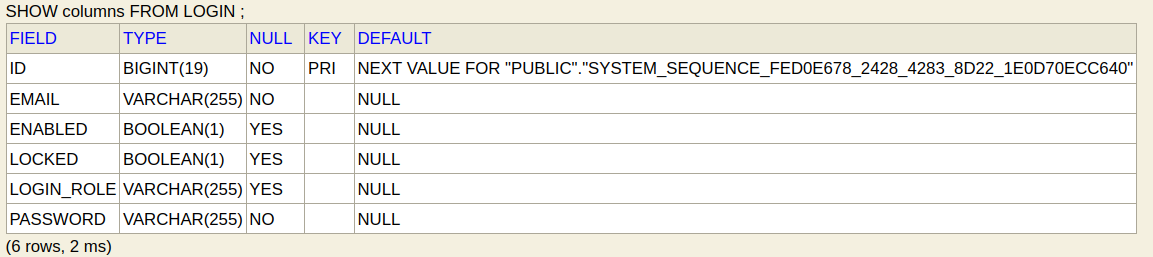 SHOW columns FROM LOGIN ;
FIELD TYPE NULL KEY DEFAULT
ID BIGINT(19) NO PRI NEXT VALUE FOR "PUBLIC"."SYSTEM_SEQUENCE_FED0E678_2428_4283_8D22_1E0D70ECC640"
EMAIL VARCHAR(255) NO NULL
ENABLED BOOLEAN(1) YES NULL
LOCKED BOOLEAN(1) YES NULL
LOGIN_ROLE VARCHAR(255) YES NULL
PASSWORD VARCHAR(255) NO NULL
(6 rows, 2 ms)